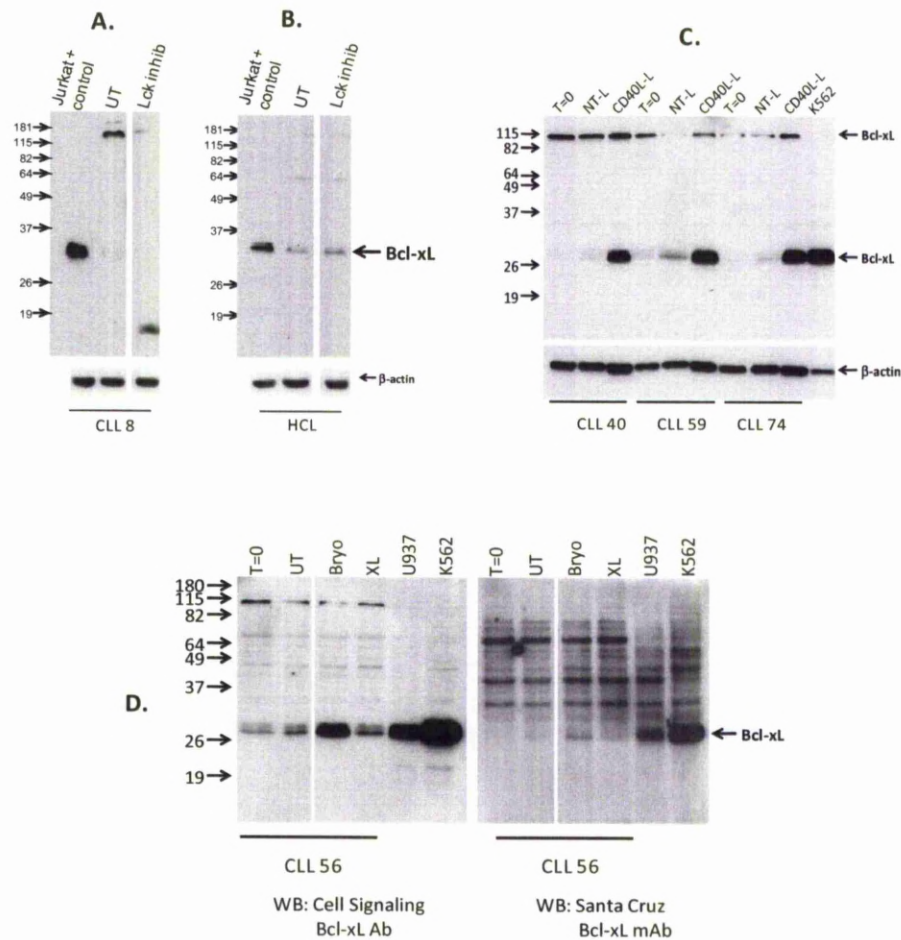 A.
Jurkat +
control
UT
Lck inhib
181
115
82
64
49
37
26
19
CLL 8
B.
Jurkat +
control
UT
Lck inhib
181
115
82
64
49
37
26
19
Bcl-xL
β-actin
HCL
C.
T=0
NT-L
CD40L-L
T=0
NT-L
CD40L-L
T=0
NT-L
CD40L-L
K562
115
82
64
49
37
26
19
Bcl-xL
Bcl-xL
β-actin
CLL 40
CLL 59
CLL 74
D.
T=0
UT
Bryo
XL
U937
K562
180
115
82
64
49
37
26
19
CLL 56
WB: Cell Signaling
Bcl-xL Ab
T=0
UT
Bryo
XL
U937
K562
Bcl-xL
CLL 56
WB: Santa Cruz
Bcl-xL mAb